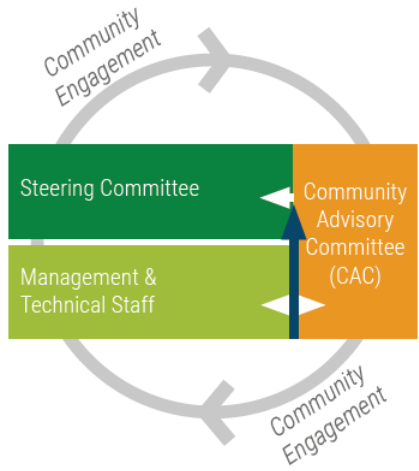 Community
Engagement
Steering Committee
Community
Advisory
Committee
(CAC)
Management &
Technical Staff
Community
Engagement